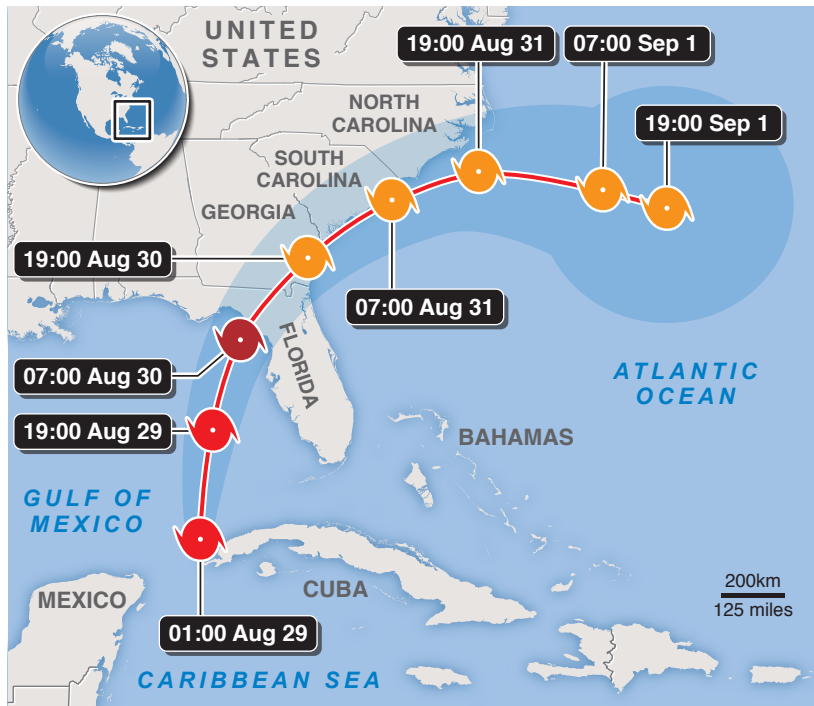 UNITED
STATES
19:00 Aug 31
07:00 Sep 1
NORTH
CAROLINA
19:00 Sep 1
SOUTH
CAROLINA
GEORGIA
19:00 Aug 30
07:00 Aug 31
FLORIDA
07:00 Aug 30
ATLANTIC
OCEAN
19:00 Aug 29
BAHAMAS
GULF OF
MEXICO
CUBA
MEXICO
200km
125 miles
01:00 Aug 29
CARIBBEAN SEA